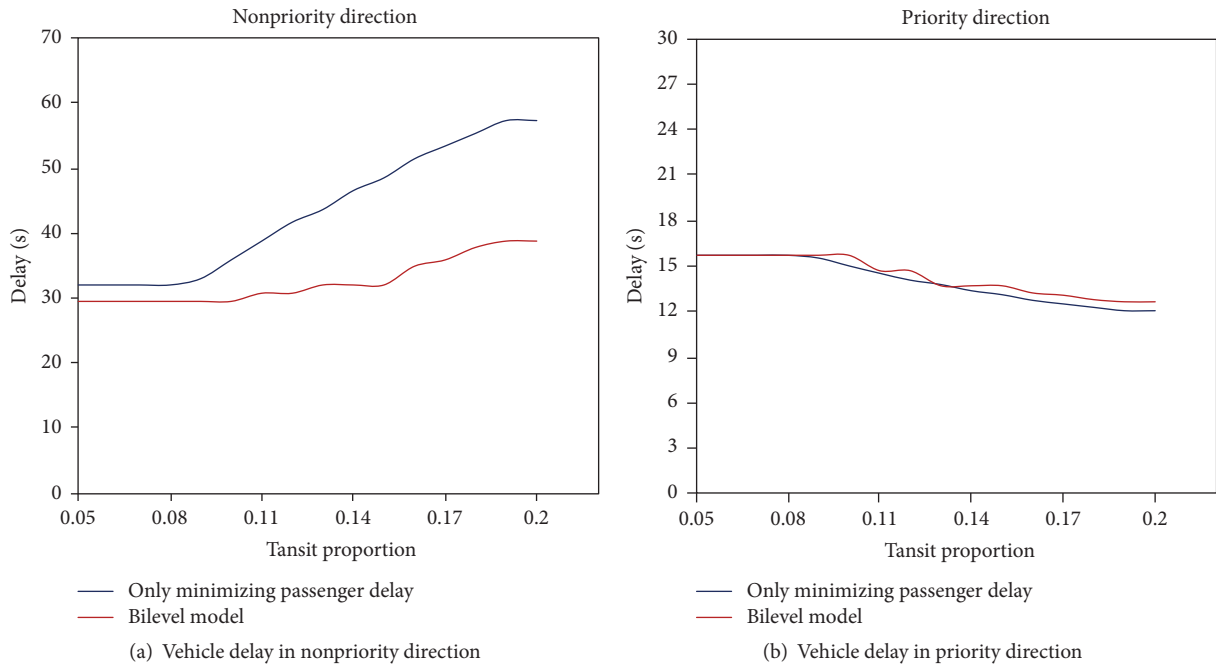 Nonpriority direction
70
60
50
40
30
20
10
0
Delay (s)
0.05 0.08 0.11 0.14 0.17 0.2
Tansit proportion
Only minimizing passenger delay
Bilevel model
(a) Vehicle delay in nonpriority direction
Priority direction
30
27
24
21
18
15
12
9
6
3
0
Delay (s)
0.05 0.08 0.11 0.14 0.17 0.2
Tansit proportion
Only minimizing passenger delay
Bilevel model
(b) Vehicle delay in priority direction